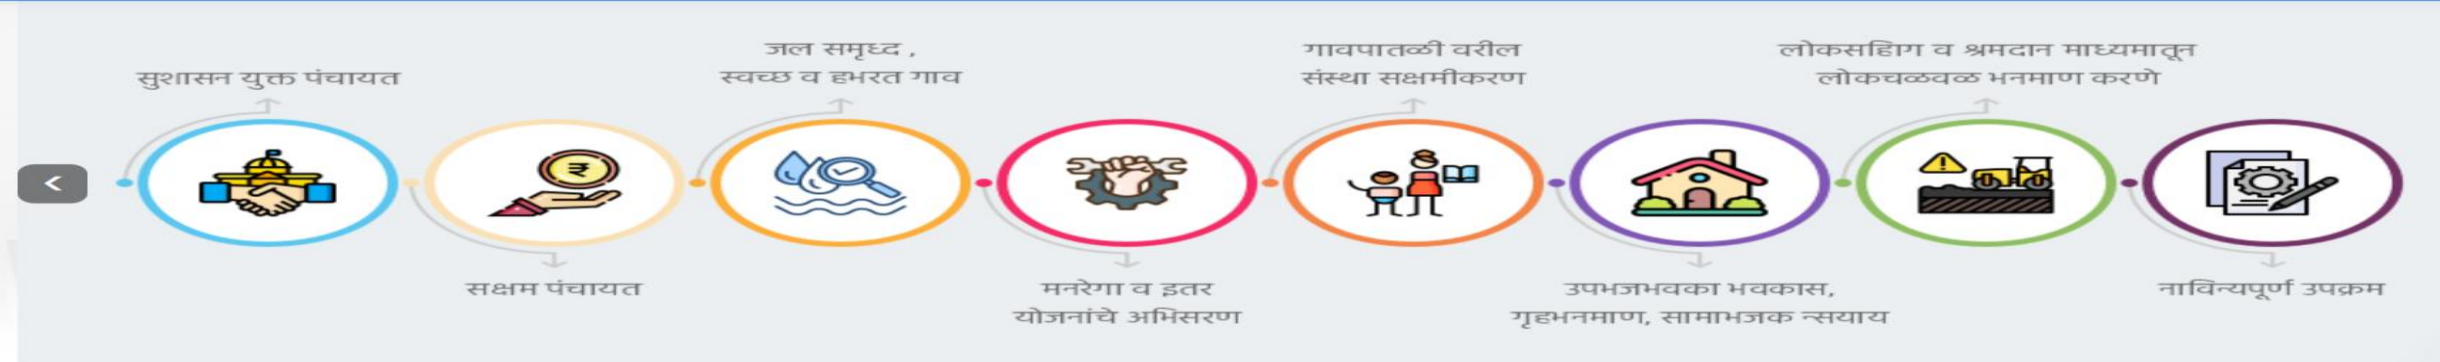 सुशासन युक्त पंचायत
सक्षम पंचायत
जल समृध्द ,
स्वच्छ व हभरत गाव
मनरेगा व इतर
योजनांचे अभिसरण
गावपातळी वरील
संस्था सक्षमीकरण
उपभजभवका भवकास,
गृहभनमाण, सामाभजक न्सयाय
लोकसहिाग व श्रमदान माध्यमातून
लोकचळवळ भनमाण करणे
नाविन्यपूर्ण उपक्रम